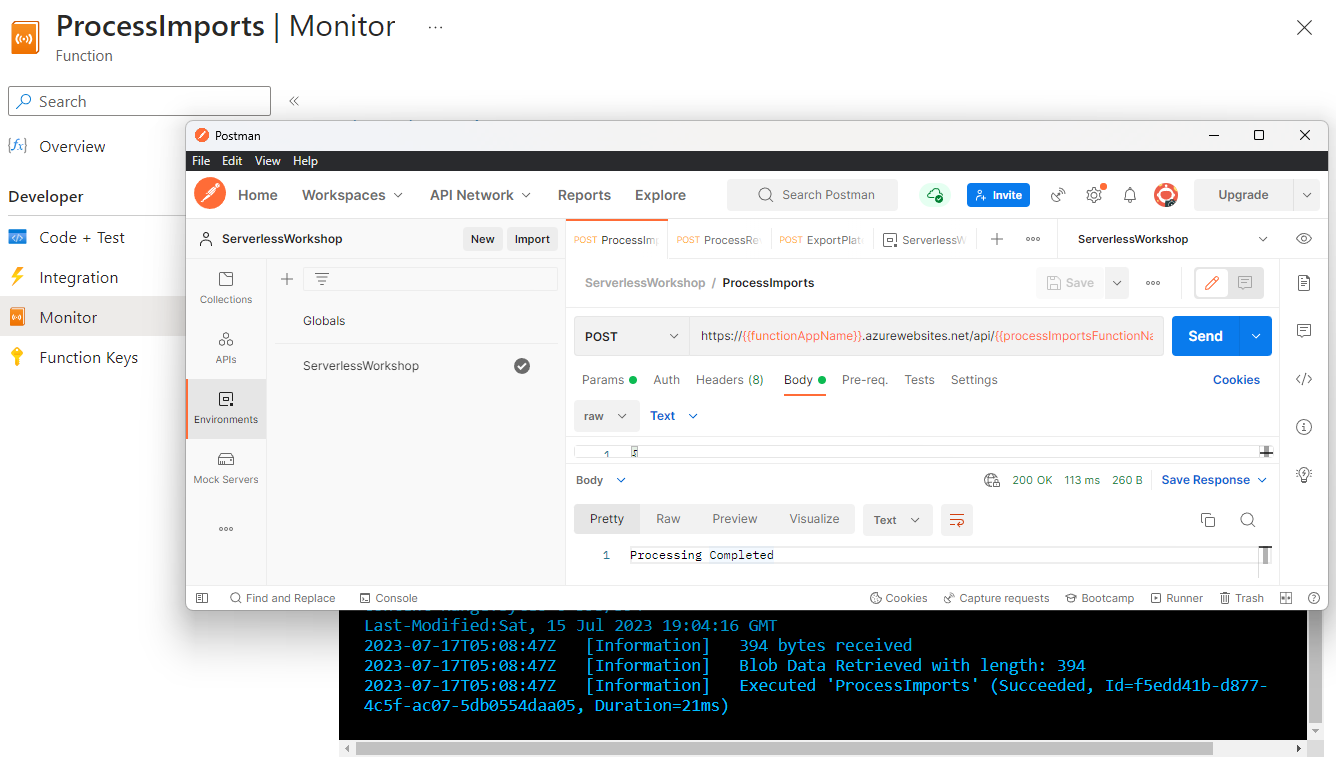 ProcessImports | Monitor ...
Function
Search
Overview
Developer
Code + Test
Integration
Monitor
Function Keys
Postman
File Edit View Help
Home Workspaces API Network Reports Explore Search Postman Invite Upgrade
ServerlessWorkshop New Import POST ProcessIm POST ProcessRe POST ExportPlat ServerlessW ServerlessWorkshop
Collections
APIs
Environments
Mock Servers
Globals
ServerlessWorkshop
ServerlessWorkshop / ProcessImports Save
POST https://{{functionAppName}}.azurewebsites.net/api/{{processImportsFunctionNa Send
Params Auth Headers (8) Body Pre-req. Tests Settings Cookies
raw Text
1
Body 200 OK 113 ms 260 B Save Response
Pretty Raw Preview Visualize Text
1 Processing Completed
Find and Replace Console Cookies Capture requests Bootcamp Runner Trash
Last-Modified:Sat, 15 Jul 2023 19:04:16 GMT
2023-07-17T05:08:47Z [Information] 394 bytes received
2023-07-17T05:08:47Z [Information] Blob Data Retrieved with length: 394
2023-07-17T05:08:47Z [Information] Executed 'ProcessImports' (Succeeded, Id=f5edd41b-d877-
4c5f-ac07-5db0554daa05, Duration=21ms)